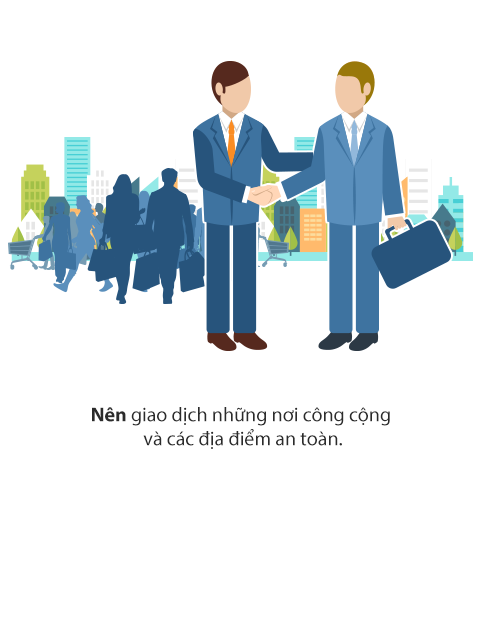 Nên giao dịch những nơi công cộng
và các địa điểm an toàn.